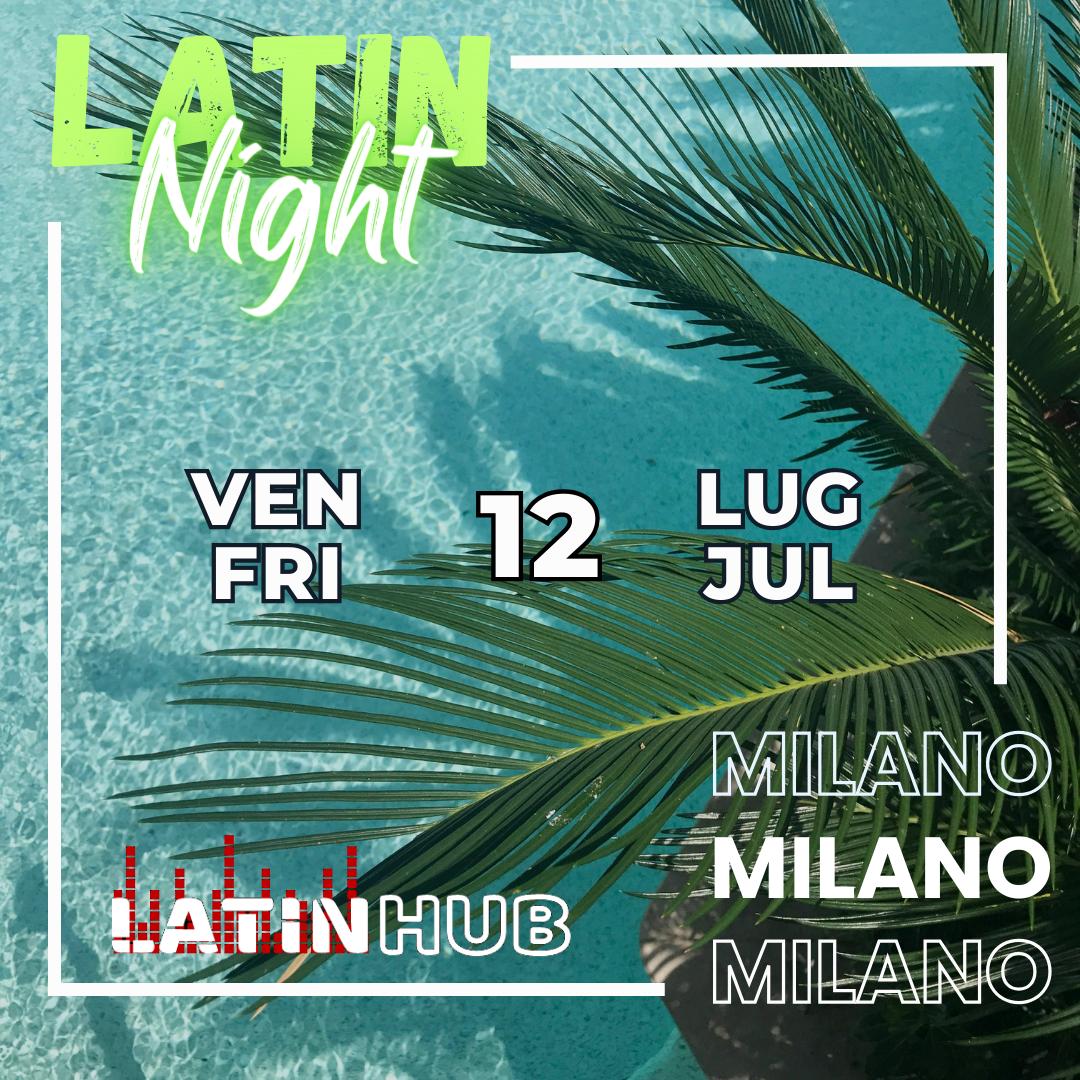 LATIN
Night
VEN 12 LUG
FRI JUL
MILANO
MILANO
MILANO
LATIN HUB